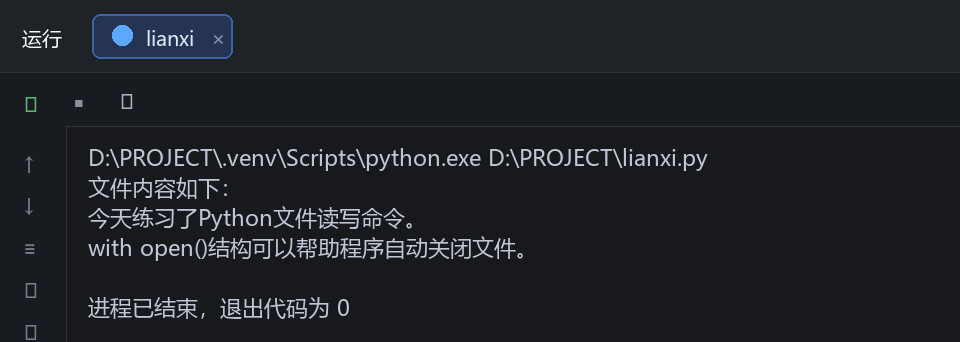 运行 lianxi ×
D:\PROJECT\.venv\Scripts\python.exe D:\PROJECT\lianxi.py
文件内容如下：
今天练习了Python文件读写命令。
with open()结构可以帮助程序自动关闭文件。
进程已结束，退出代码为 0